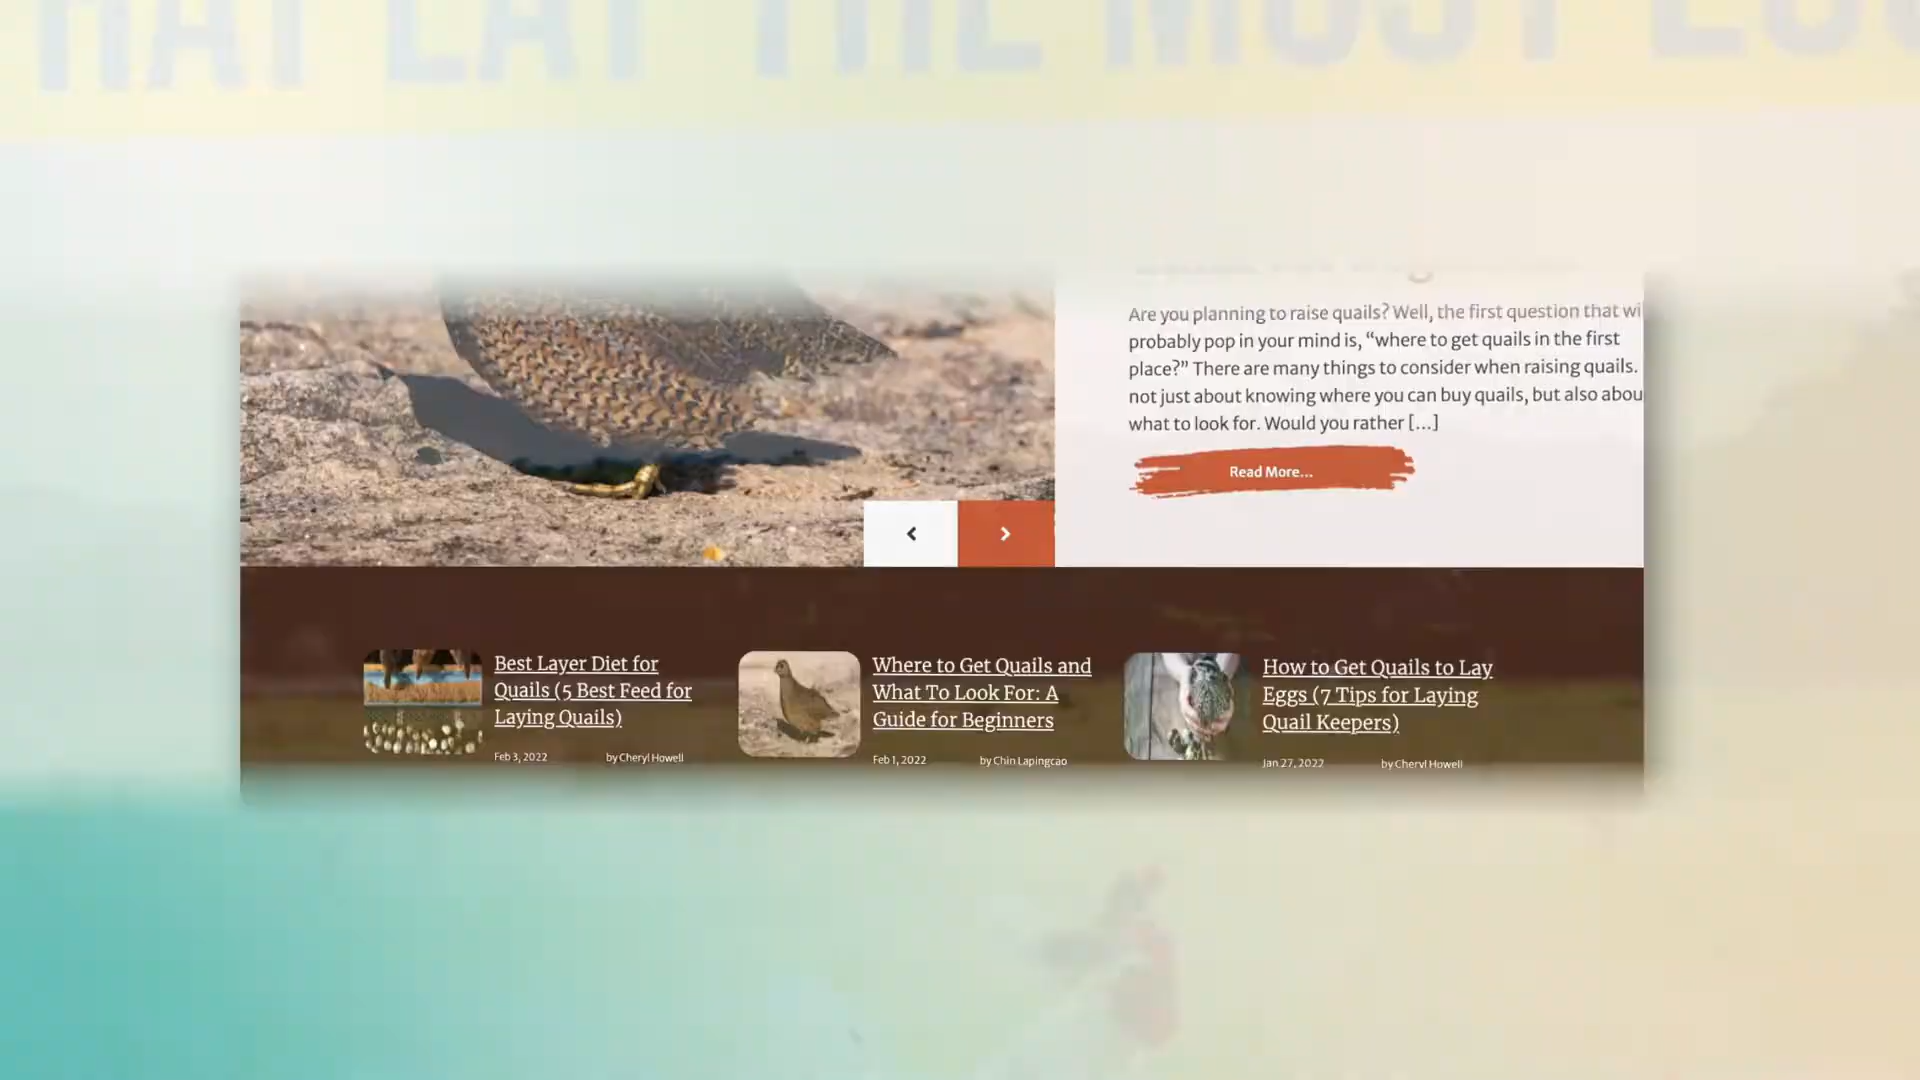 HAT LAY THE MOST
Are you planning to raise quails? Well, the first question that wi
probably pop in your mind is, “where to get quails in the first
place?” There are many things to consider when raising quails.
not just about knowing where you can buy quails, but also abou
what to look for. Would you rather [...]
Read More...
Best Layer Diet for
Quails (5 Best Feed for
Laying Quails)
Feb 3, 2022 by Cheryl Howell
Where to Get Quails and
What To Look For: A
Guide for Beginners
Feb 1, 2022 by Chin Lapingcao
How to Get Quails to Lay
Eggs (7 Tips for Laying
Quail Keepers)
Jan 27, 2022 by Cheryl Howell